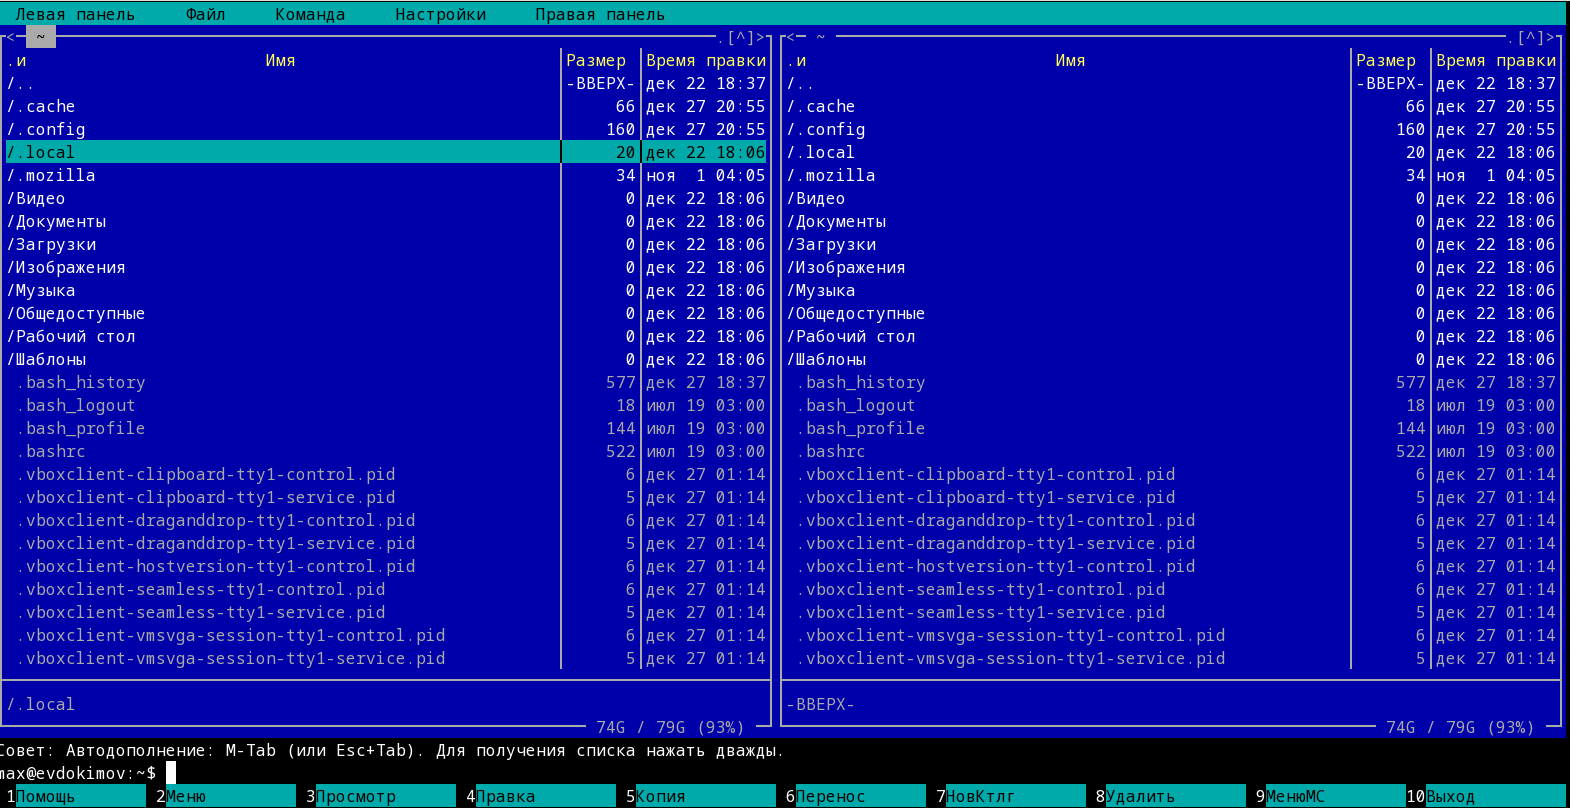 Левая панель Файл Команда Настройки Правая панель
<─ ~ ─.[^]> <─ ~ ─.[^]>
.и Имя Размер Время правки .и Имя Размер Время правки
/.. -ВВЕРХ- дек 22 18:37 /.. -ВВЕРХ- дек 22 18:37
/.cache 66 дек 27 20:55 /.cache 66 дек 27 20:55
/.config 160 дек 27 20:55 /.config 160 дек 27 20:55
/.local 20 дек 22 18:06 /.local 20 дек 22 18:06
/.mozilla 34 ноя 1 04:05 /.mozilla 34 ноя 1 04:05
/Видео 0 дек 22 18:06 /Видео 0 дек 22 18:06
/Документы 0 дек 22 18:06 /Документы 0 дек 22 18:06
/Загрузки 0 дек 22 18:06 /Загрузки 0 дек 22 18:06
/Изображения 0 дек 22 18:06 /Изображения 0 дек 22 18:06
/Музыка 0 дек 22 18:06 /Музыка 0 дек 22 18:06
/Общедоступные 0 дек 22 18:06 /Общедоступные 0 дек 22 18:06
/Рабочий стол 0 дек 22 18:06 /Рабочий стол 0 дек 22 18:06
/Шаблоны 0 дек 22 18:06 /Шаблоны 0 дек 22 18:06
.bash_history 577 дек 27 18:37 .bash_history 577 дек 27 18:37
.bash_logout 18 июл 19 03:00 .bash_logout 18 июл 19 03:00
.bash_profile 144 июл 19 03:00 .bash_profile 144 июл 19 03:00
.bashrc 522 июл 19 03:00 .bashrc 522 июл 19 03:00
.vboxclient-clipboard-tty1-control.pid 6 дек 27 01:14 .vboxclient-clipboard-tty1-control.pid 6 дек 27 01:14
.vboxclient-clipboard-tty1-service.pid 5 дек 27 01:14 .vboxclient-clipboard-tty1-service.pid 5 дек 27 01:14
.vboxclient-draganddrop-tty1-control.pid 6 дек 27 01:14 .vboxclient-draganddrop-tty1-control.pid 6 дек 27 01:14
.vboxclient-draganddrop-tty1-service.pid 5 дек 27 01:14 .vboxclient-draganddrop-tty1-service.pid 5 дек 27 01:14
.vboxclient-hostversion-tty1-control.pid 6 дек 27 01:14 .vboxclient-hostversion-tty1-control.pid 6 дек 27 01:14
.vboxclient-seamless-tty1-control.pid 6 дек 27 01:14 .vboxclient-seamless-tty1-control.pid 6 дек 27 01:14
.vboxclient-seamless-tty1-service.pid 5 дек 27 01:14 .vboxclient-seamless-tty1-service.pid 5 дек 27 01:14
.vboxclient-vmsvga-session-tty1-control.pid 6 дек 27 01:14 .vboxclient-vmsvga-session-tty1-control.pid 6 дек 27 01:14
.vboxclient-vmsvga-session-tty1-service.pid 5 дек 27 01:14 .vboxclient-vmsvga-session-tty1-service.pid 5 дек 27 01:14
/.local -ВВЕРХ-
74G / 79G (93%) 74G / 79G (93%)
Совет: Автодополнение: M-Tab (или Esc+Tab). Для получения списка нажать дважды.
max@evdokimov:~$
1Помощь 2Меню 3Просмотр 4Правка 5Копия 6Перенос 7НовКтлг 8Удалить 9МенюMC 10Выход